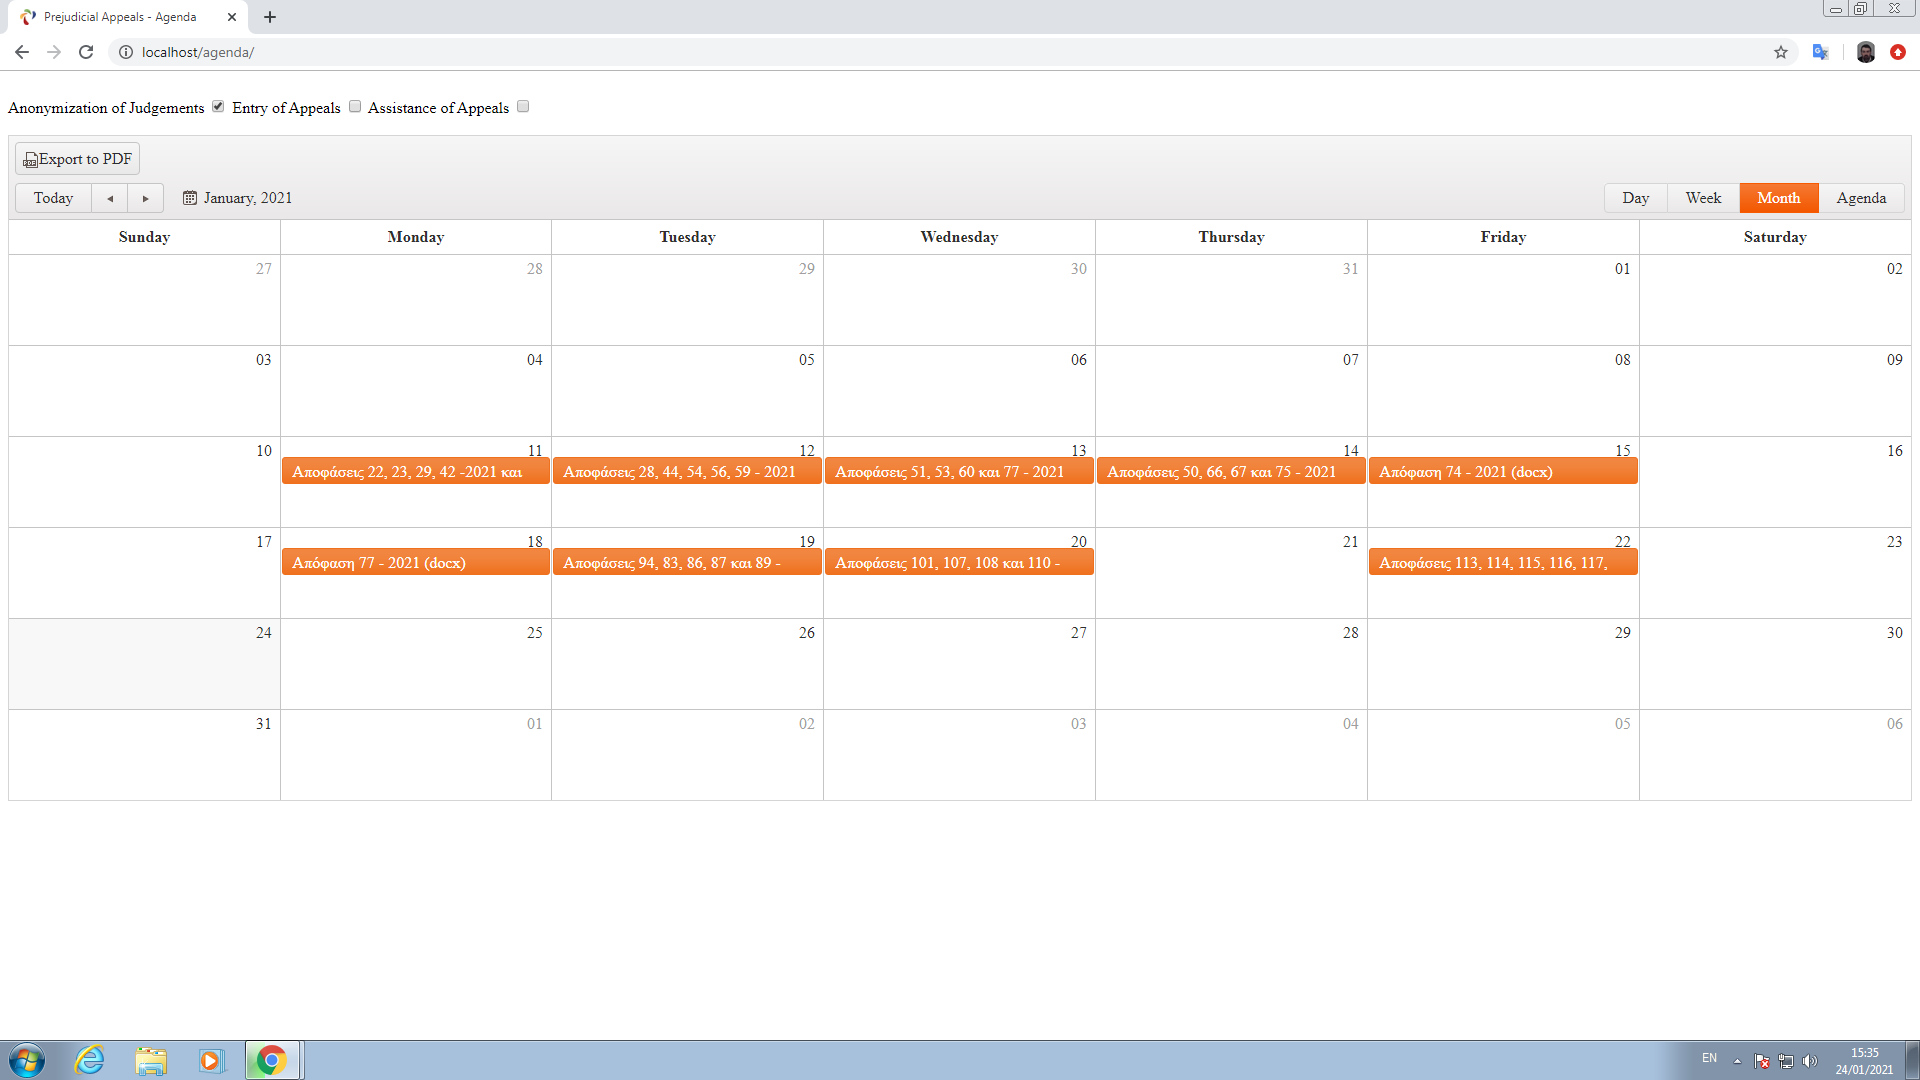 Prejudicial Appeals - Agenda
localhost/agenda/
Anonymization of Judgements Entry of Appeals Assistance of Appeals
Export to PDF
Today January, 2021 Day Week Month Agenda
Sunday Monday Tuesday Wednesday Thursday Friday Saturday
27 28 29 30 31 01 02
03 04 05 06 07 08 09
10 11 12 13 14 15 16
Αποφάσεις 22, 23, 29, 42 -2021 και Αποφάσεις 28, 44, 54, 56, 59 - 2021 Αποφάσεις 51, 53, 60 και 77 - 2021 Αποφάσεις 50, 66, 67 και 75 - 2021 Απόφαση 74 - 2021 (docx)
17 18 19 20 21 22 23
Απόφαση 77 - 2021 (docx) Αποφάσεις 94, 83, 86, 87 και 89 - Αποφάσεις 101, 107, 108 και 110 - Αποφάσεις 113, 114, 115, 116, 117,
24 25 26 27 28 29 30
31 01 02 03 04 05 06
EN 15:35
24/01/2021